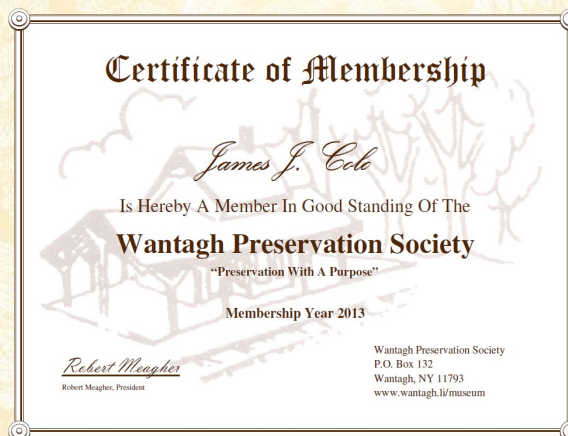 Certificate of Membership
James J. Colo
Is Hereby A Member In Good Standing Of The
Wantagh Preservation Society
“Preservation With A Purpose”
Membership Year 2013
Robert Meagher
Robert Meagher, President
Wantagh Preservation Society
P.O. Box 132
Wantagh, NY 11793
www.wantagh.li/museum